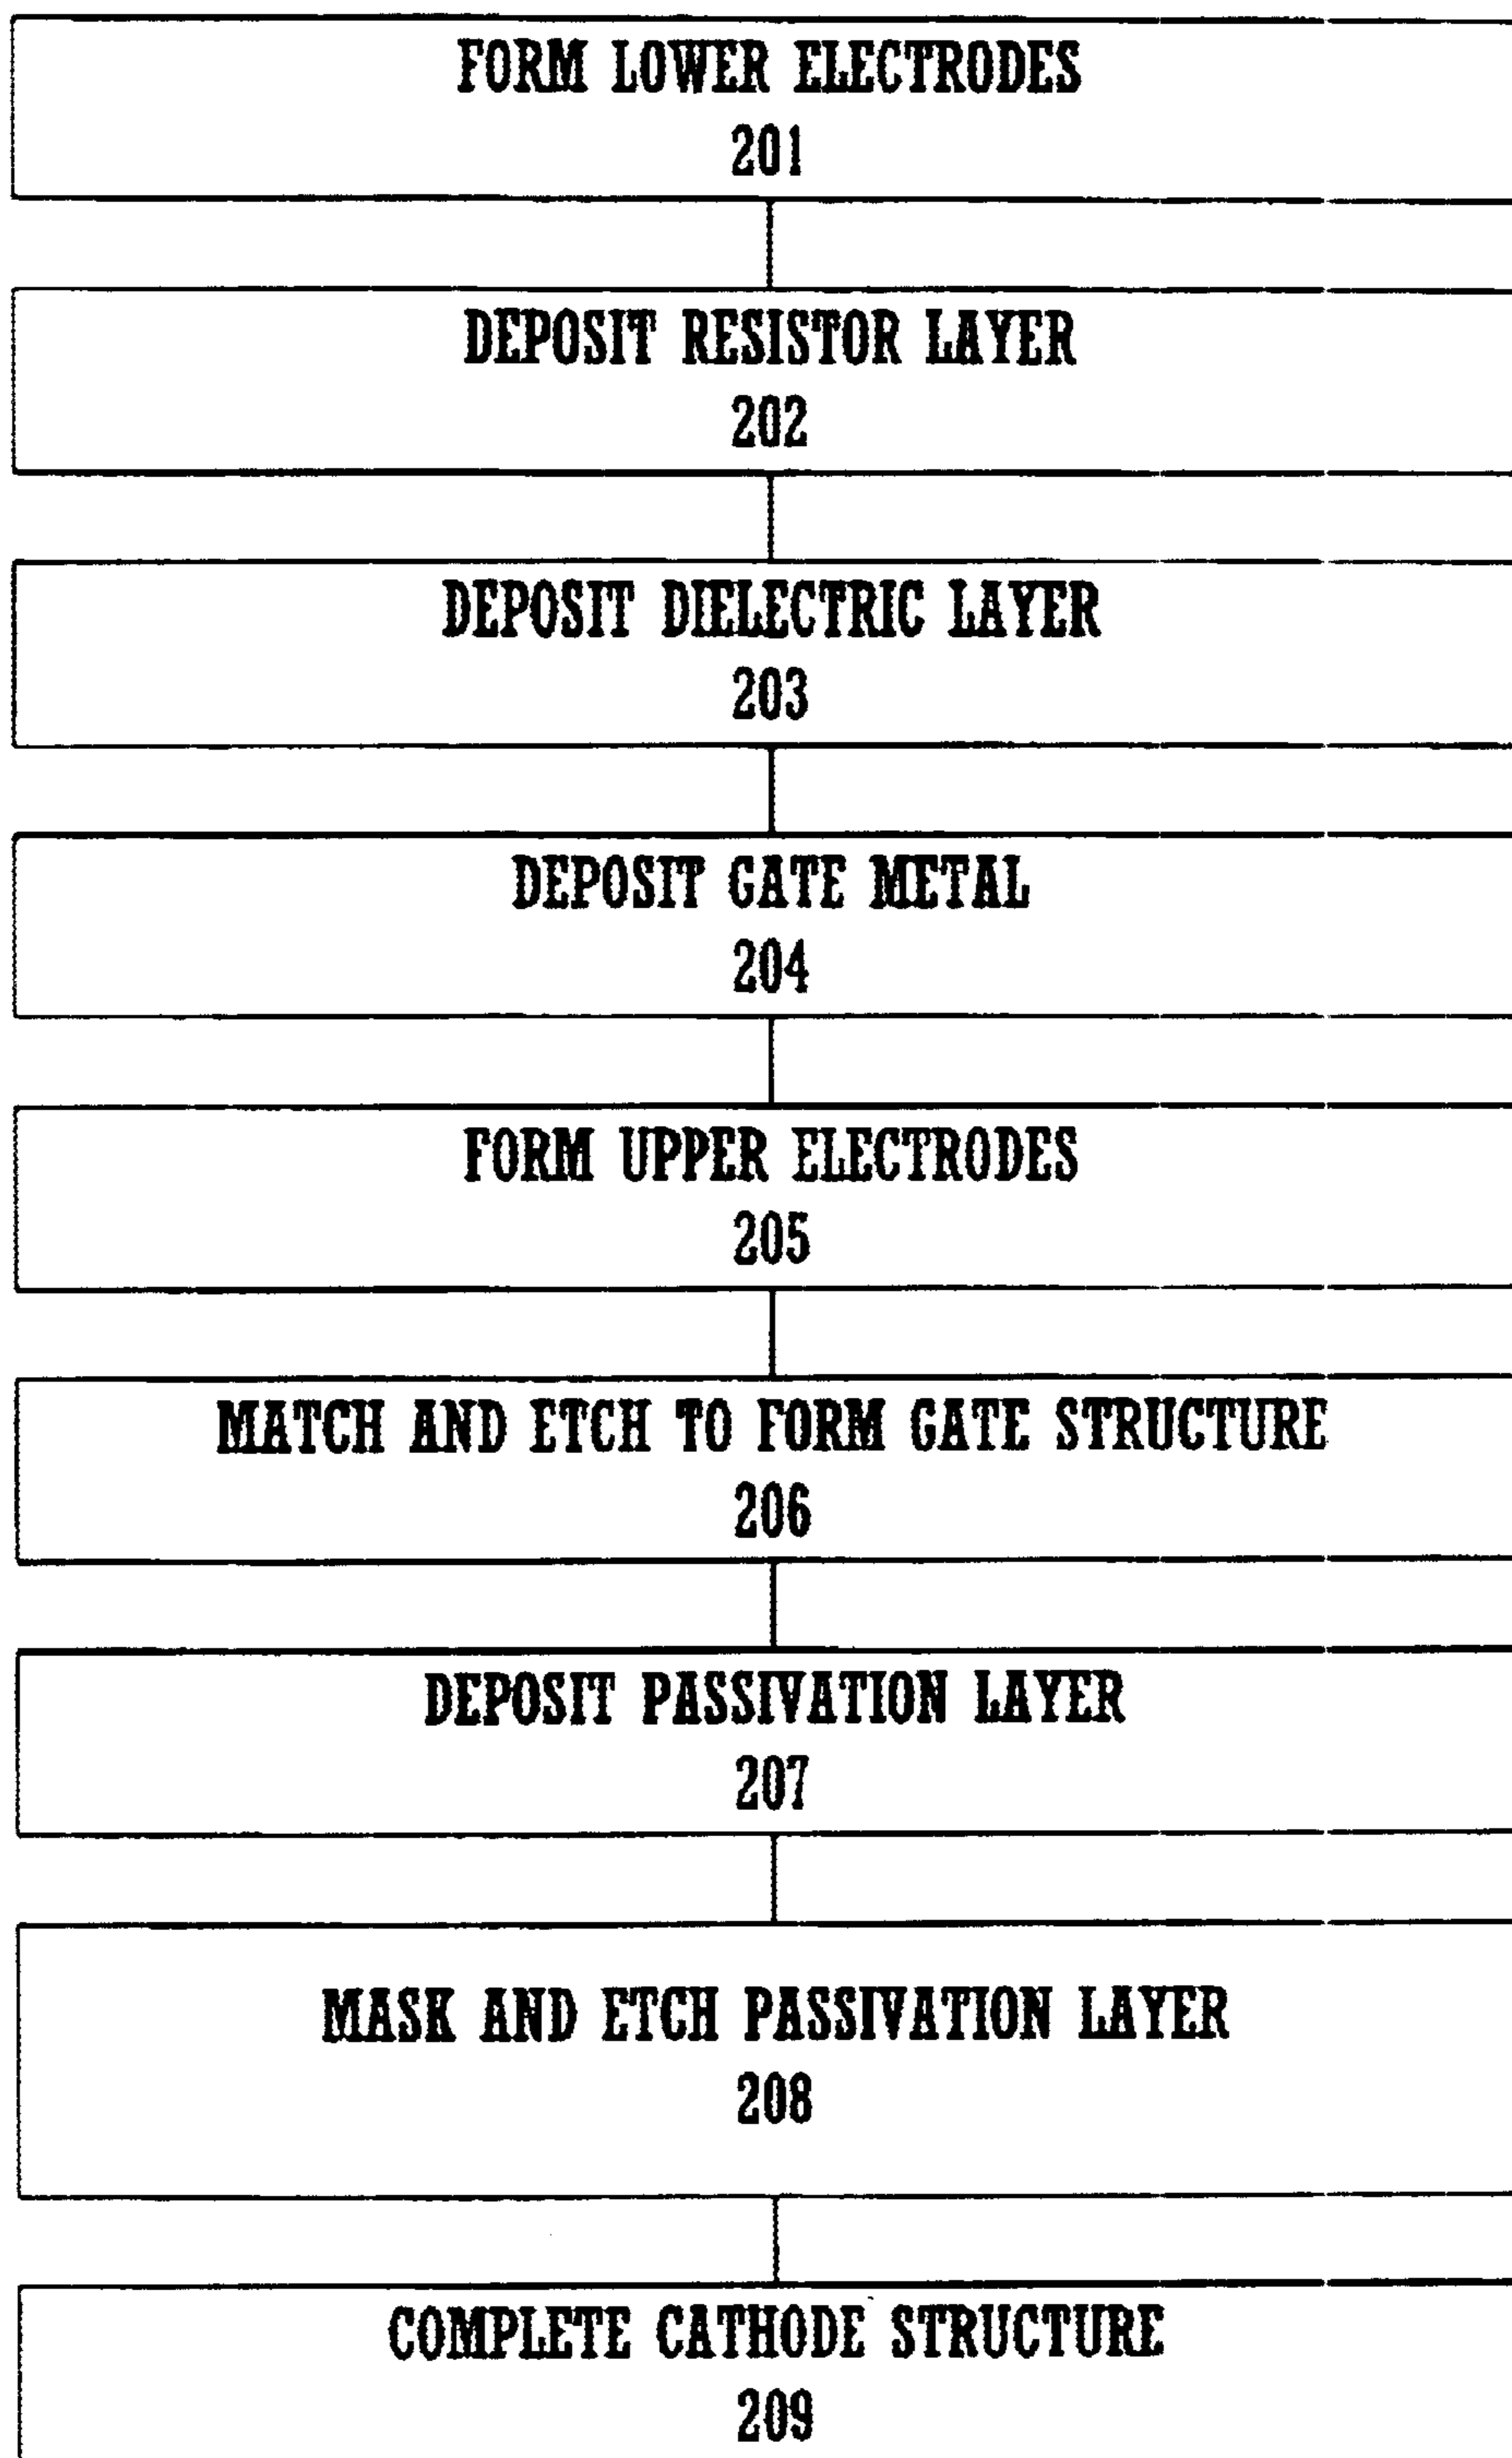 FORM LOWER ELECTRODES
201
DEPOSIT RESISTOR LAYER
202
DEPOSIT DIELECTRIC LAYER
203
DEPOSIT GATE METAL
204
FORM UPPER ELECTRODES
205
MATCH AND ETCH TO FORM GATE STRUCTURE
206
DEPOSIT PASSIVATION LAYER
207
MASK AND ETCH PASSIVATION LAYER
208
COMPLETE CATHODE STRUCTURE
209